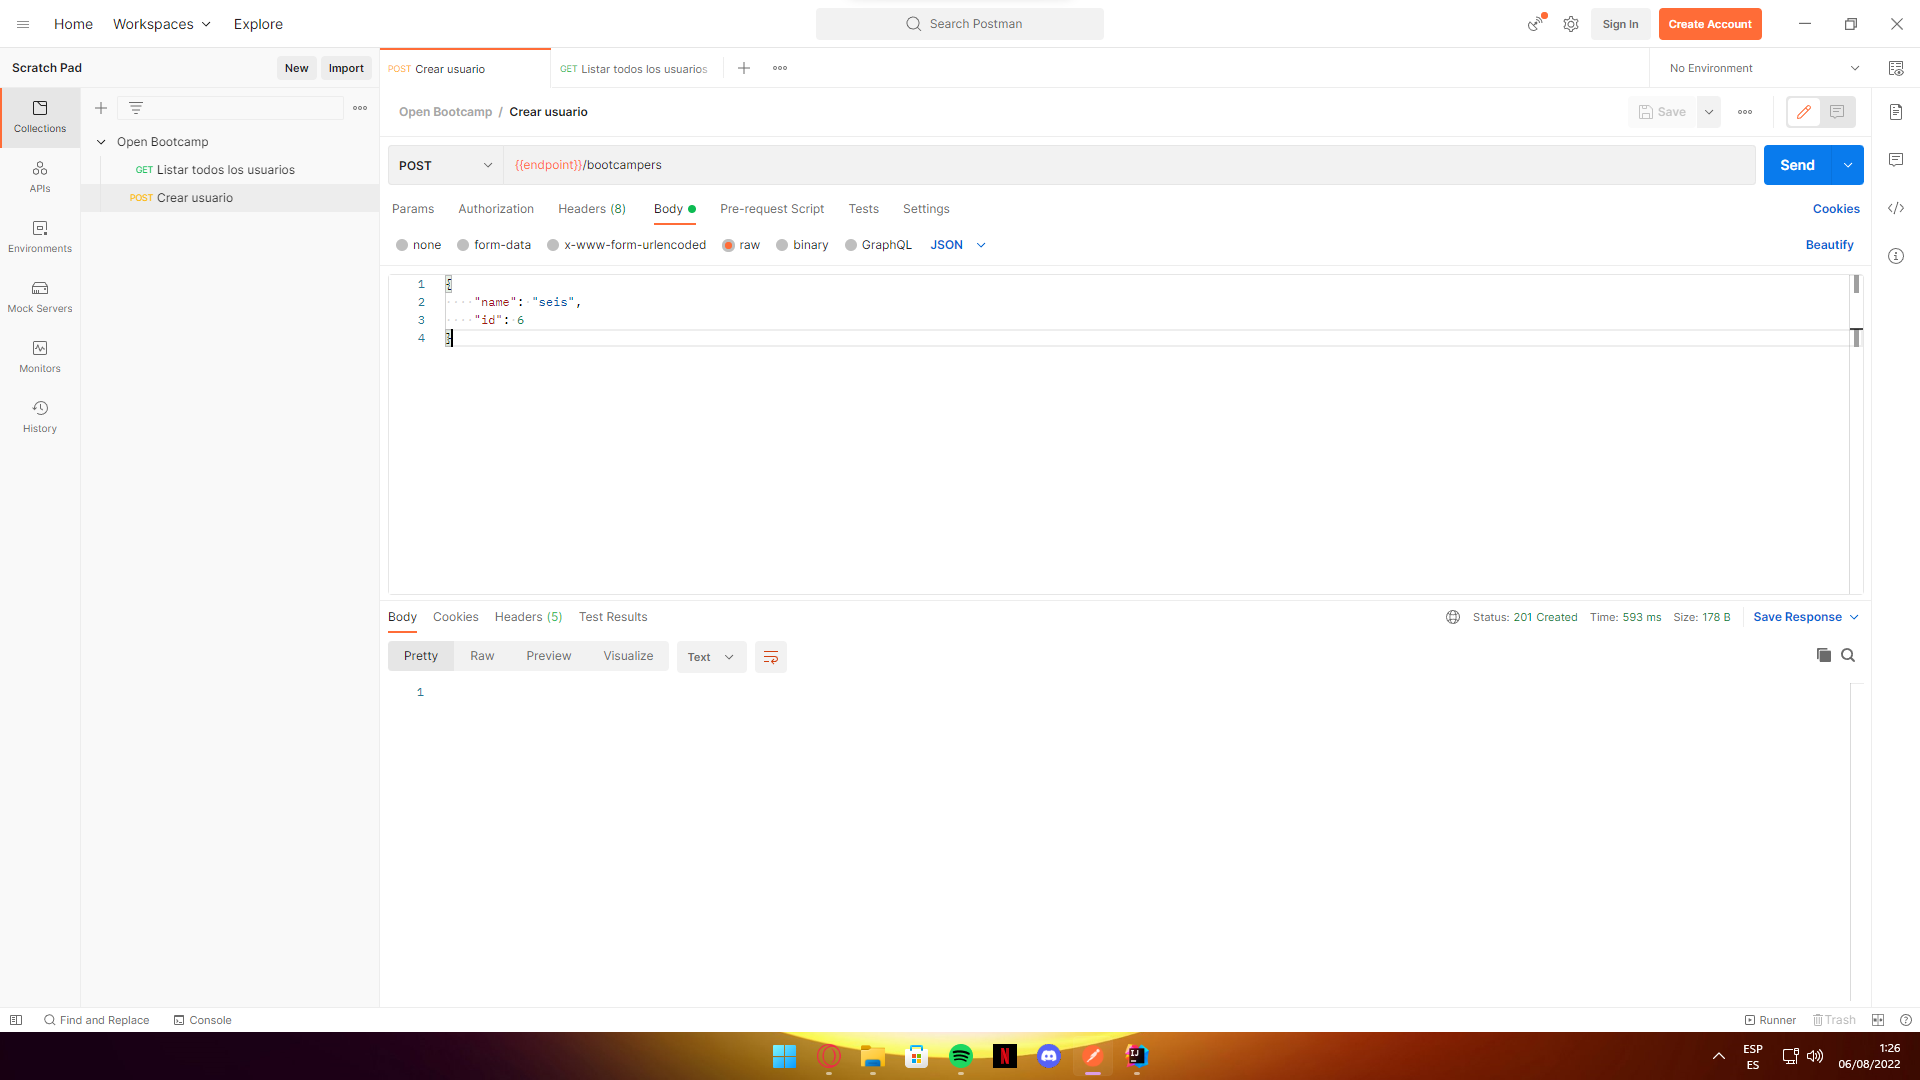 Home Workspaces Explore
Search Postman
Sign In Create Account
Scratch Pad New Import
POST Crear usuario GET Listar todos los usuarios
No Environment
Collections
APIs
Environments
Mock Servers
Monitors
History
Open Bootcamp
GET Listar todos los usuarios
POST Crear usuario
Open Bootcamp / Crear usuario
Save
POST {{endpoint}}/bootcampers Send
Params Authorization Headers (8) Body Pre-request Script Tests Settings Cookies
none form-data x-www-form-urlencoded raw binary GraphQL JSON Beautify
1 {
2 "name": "seis",
3 "id": 6
4 }
Body Cookies Headers (5) Test Results Status: 201 Created Time: 593 ms Size: 178 B Save Response
Pretty Raw Preview Visualize Text
1
Find and Replace Console Runner Trash
ESP
ES
1:26
06/08/2022